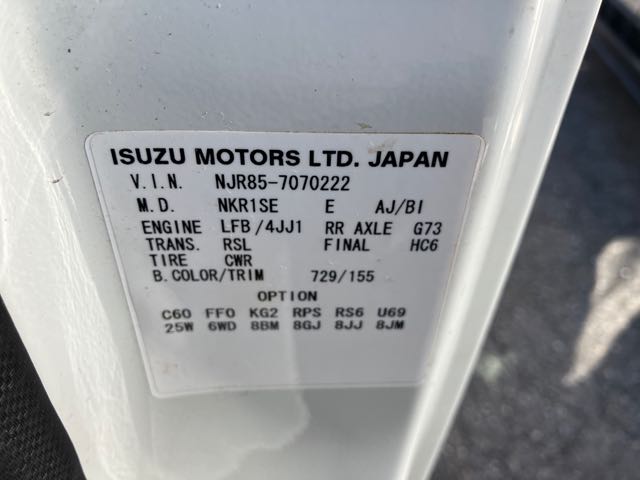 ISUZU MOTORS LTD. JAPAN
V.I.N. NJR85-7070222
M.D. NKR1SE E AJ/BI
ENGINE LFB/4JJ1 RR AXLE G73
TRANS. RSL FINAL HC6
TIRE CWR
B.COLOR/TRIM 729/155
OPTION
C60 FF0 KG2 RPS RS6 U69
25W 6WD 8BM 8GJ 8JJ 8JM